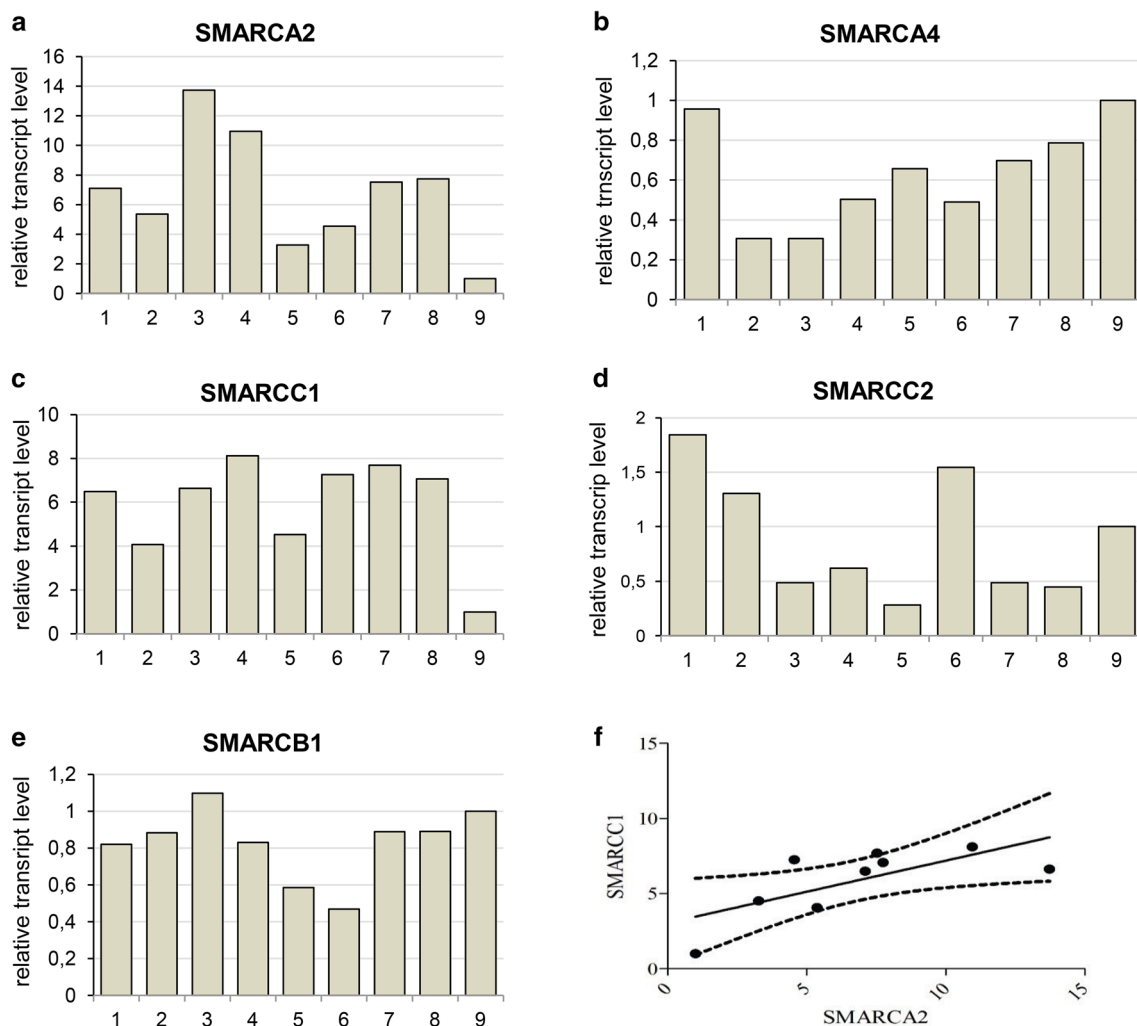 a
SMARCA2
relative transcript level
16
14
12
10
8
6
4
2
0
1 2 3 4 5 6 7 8 9
b
SMARCA4
relative trnscript level
1,2
1
0,8
0,6
0,4
0,2
0
1 2 3 4 5 6 7 8 9
c
SMARCC1
relative transript level
10
8
6
4
2
0
1 2 3 4 5 6 7 8 9
d
SMARCC2
relative transcrip level
2
1,5
1
0,5
0
1 2 3 4 5 6 7 8 9
e
SMARCB1
relative transcript level
1,2
1
0,8
0,6
0,4
0,2
0
1 2 3 4 5 6 7 8 9
f
SMARCC1
15
10
5
0
0 5 10 15
SMARCA2